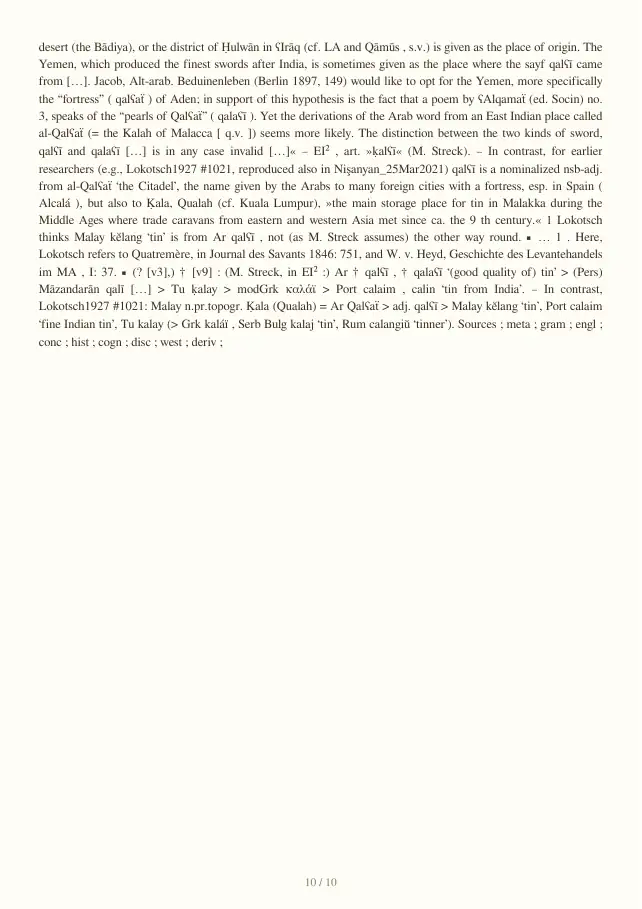 desert (the Bādiya), or the district of Ḥulwān in ʕIrāq (cf. LA and Qāmūs , s.v.) is given as the place of origin. The
Yemen, which produced the finest swords after India, is sometimes given as the place where the sayf qalʕī came
from […]. Jacob, Alt-arab. Beduinenleben (Berlin 1897, 149) would like to opt for the Yemen, more specifically
the “fortress” ( qalʕaẗ ) of Aden; in support of this hypothesis is the fact that a poem by ʕAlqamaẗ (ed. Socin) no.
3, speaks of the “pearls of Qalʕaẗ” ( qalaʕī ). Yet the derivations of the Arab word from an East Indian place called
al-Qalʕaẗ (= the Kalah of Malacca [ q.v. ]) seems more likely. The distinction between the two kinds of sword,
qalʕī and qalaʕī […] is in any case invalid […]« – EI² , art. »ḳalʕī« (M. Streck). – In contrast, for earlier
researchers (e.g., Lokotsch1927 #1021, reproduced also in Nişanyan_25Mar2021) qalʕī is a nominalized nsb-adj.
from al-Qalʕaẗ ‘the Citadel’, the name given by the Arabs to many foreign cities with a fortress, esp. in Spain (
Alcalá ), but also to Ḳala, Qualah (cf. Kuala Lumpur), »the main storage place for tin in Malakka during the
Middle Ages where trade caravans from eastern and western Asia met since ca. the 9 th century.« 1 Lokotsch
thinks Malay kĕlang ‘tin’ is from Ar qalʕī , not (as M. Streck assumes) the other way round. ▪ … 1 . Here,
Lokotsch refers to Quatremère, in Journal des Savants 1846: 751, and W. v. Heyd, Geschichte des Levantehandels
im MA , I: 37. ▪ (? [v3],) † [v9] : (M. Streck, in EI² :) Ar † qalʕī , † qalaʕī ‘(good quality of) tin’ > (Pers)
Māzandarān qalī […] > Tu ḳalay > modGrk καλάϊ > Port calaim , calin ‘tin from India’. – In contrast,
Lokotsch1927 #1021: Malay n.pr.topogr. Ḳala (Qualah) = Ar Qalʕaẗ > adj. qalʕī > Malay kĕlang ‘tin’, Port calaim
‘fine Indian tin’, Tu kalay (> Grk kaláï , Serb Bulg kalaj ‘tin’, Rum calangiŭ ‘tinner’). Sources ; meta ; gram ; engl ;
conc ; hist ; cogn ; disc ; west ; deriv ;
10 / 10